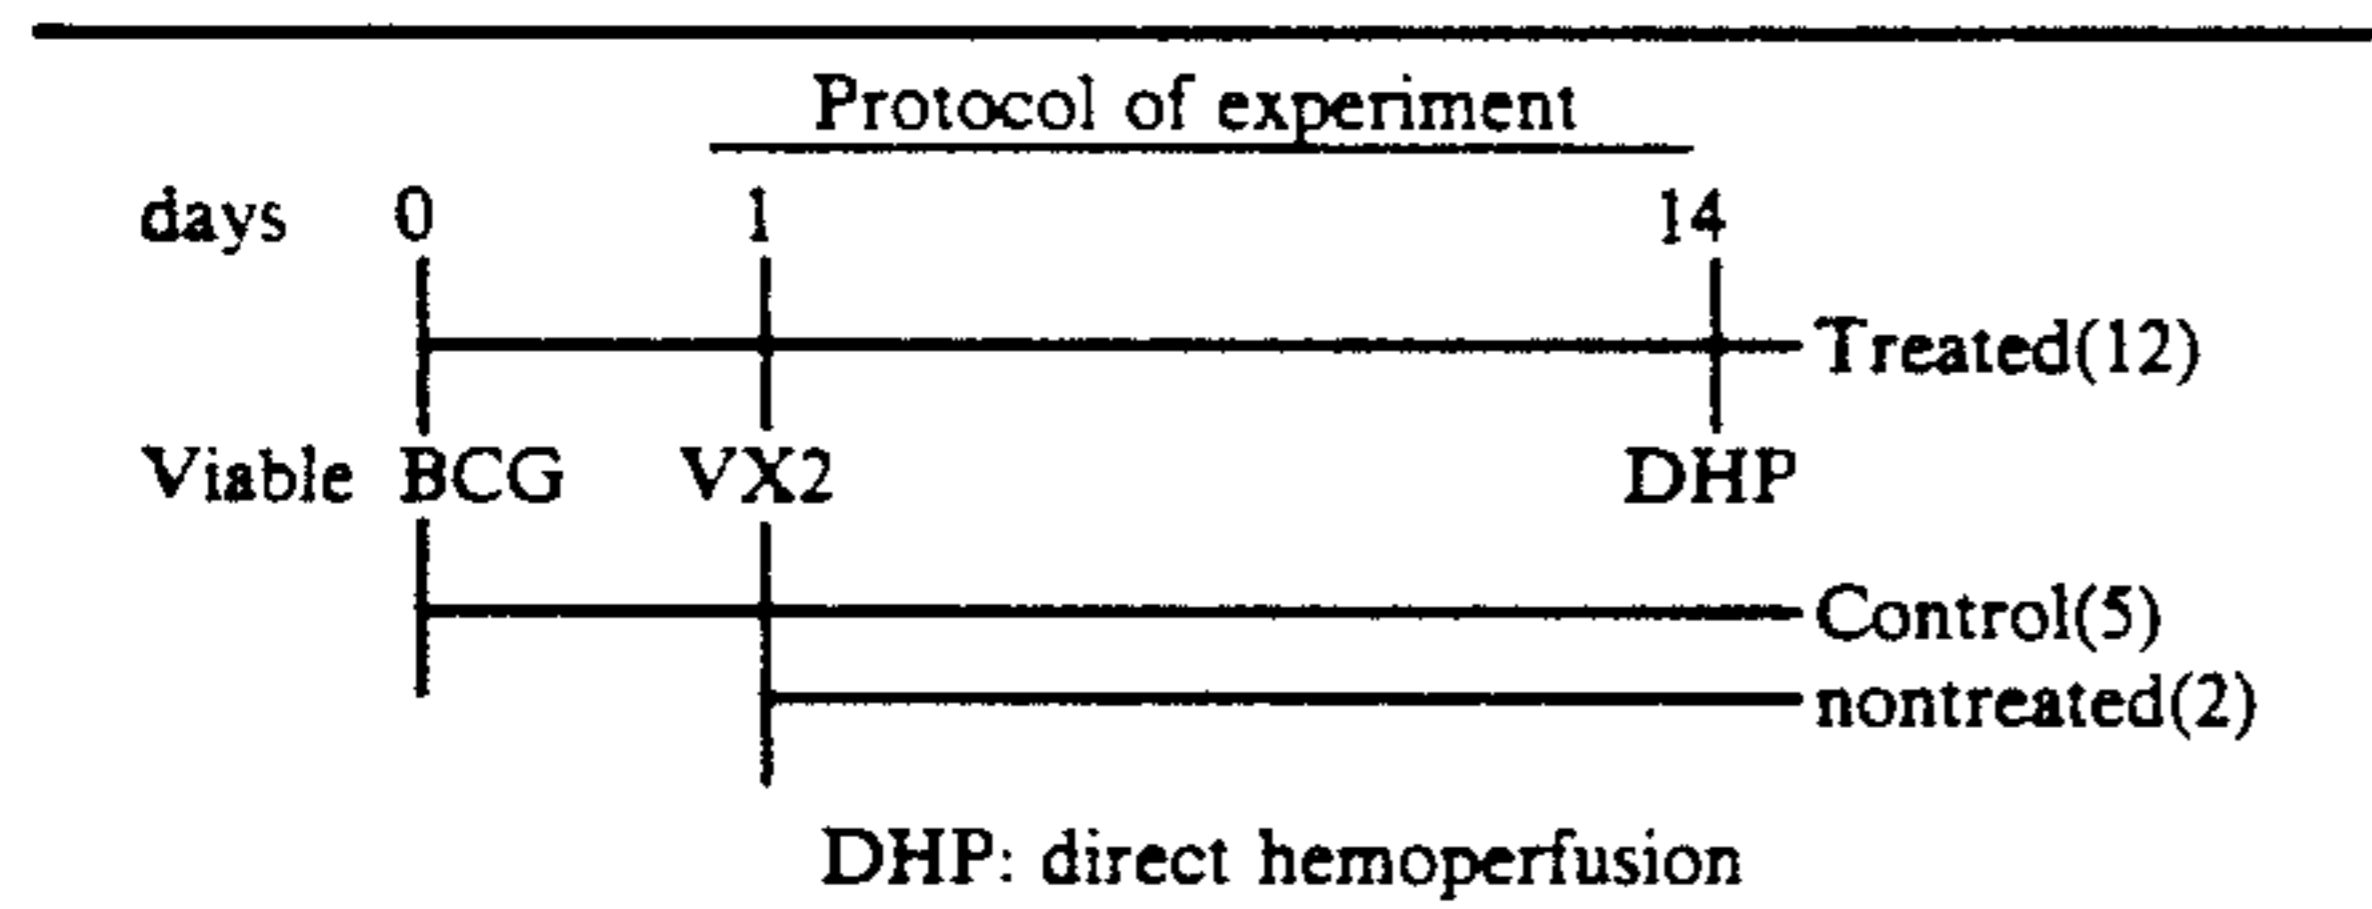 Protocol of experiment
days 0 1 14
Treated(12)
Viable BCG VX2 DHP
Control(5)
nontreated(2)
DHP: direct hemoperfusion